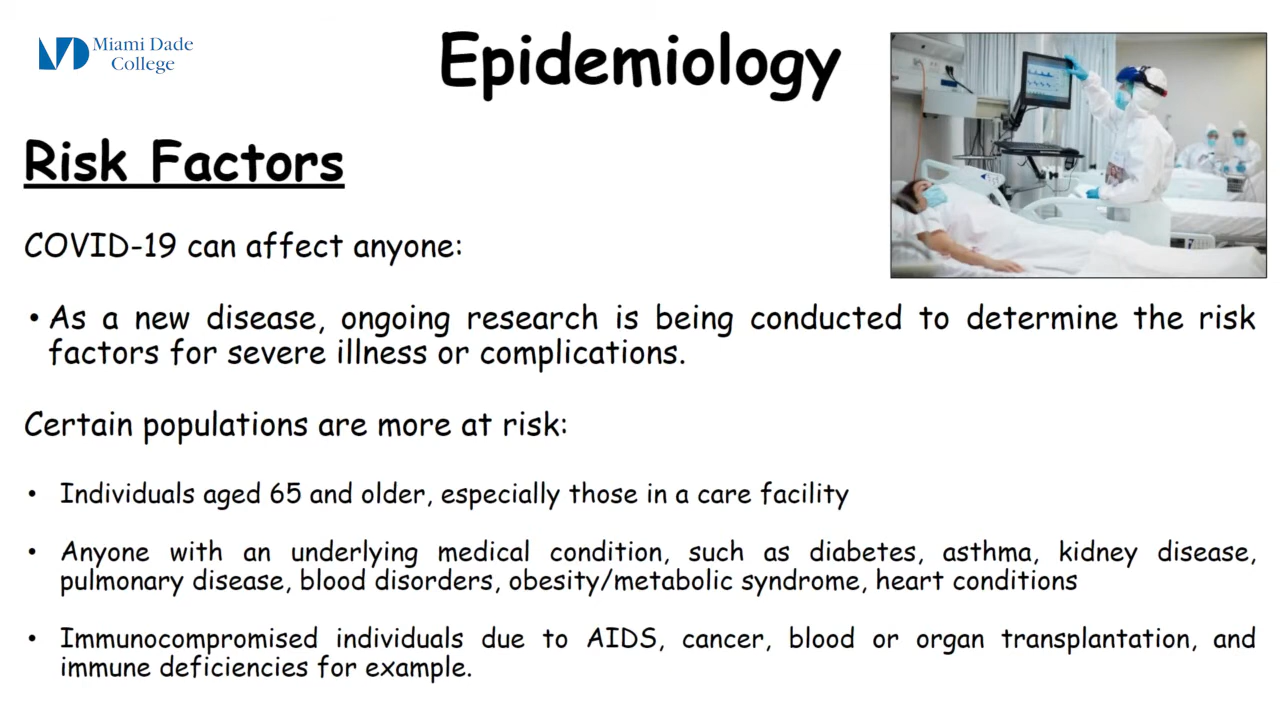 Miami Dade
College
Epidemiology
Risk Factors
COVID-19 can affect anyone:
• As a new disease, ongoing research is being conducted to determine the risk
factors for severe illness or complications.
Certain populations are more at risk:
• Individuals aged 65 and older, especially those in a care facility
• Anyone with an underlying medical condition, such as diabetes, asthma, kidney disease,
pulmonary disease, blood disorders, obesity/metabolic syndrome, heart conditions
• Immunocompromised individuals due to AIDS, cancer, blood or organ transplantation, and
immune deficiencies for example.